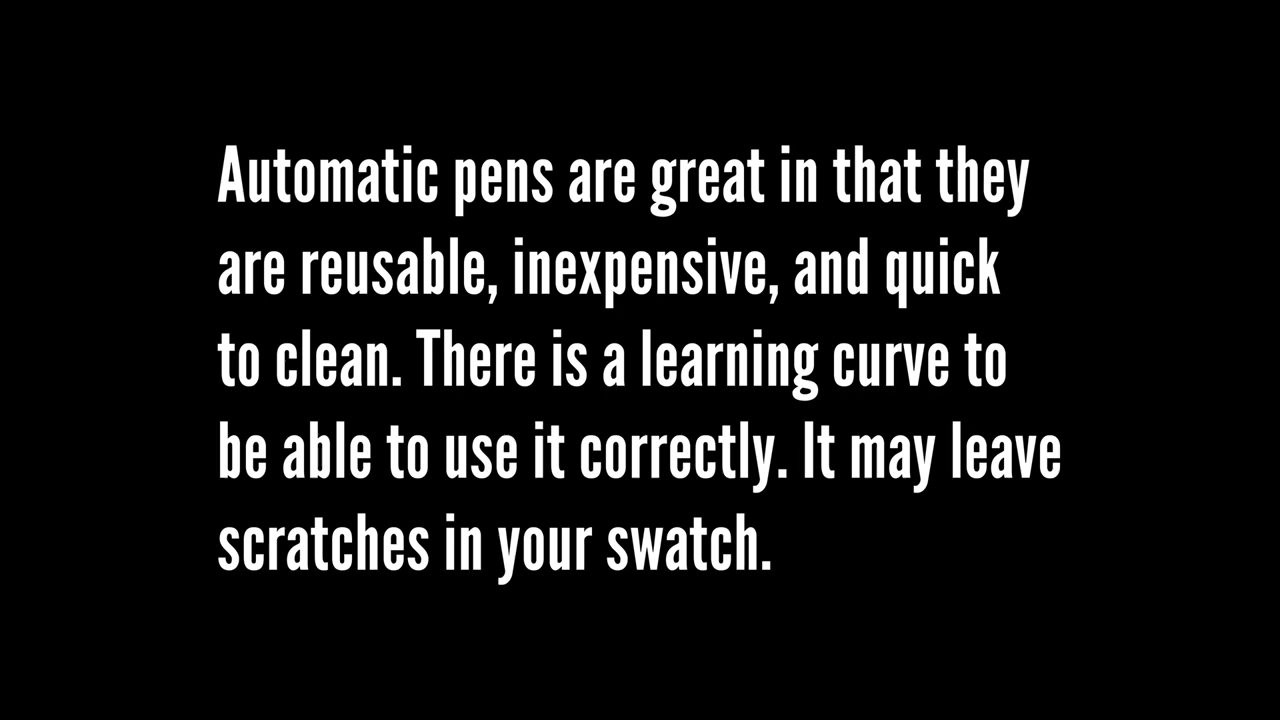 Automatic pens are great in that they
are reusable, inexpensive, and quick
to clean. There is a learning curve to
be able to use it correctly. It may leave
scratches in your swatch.